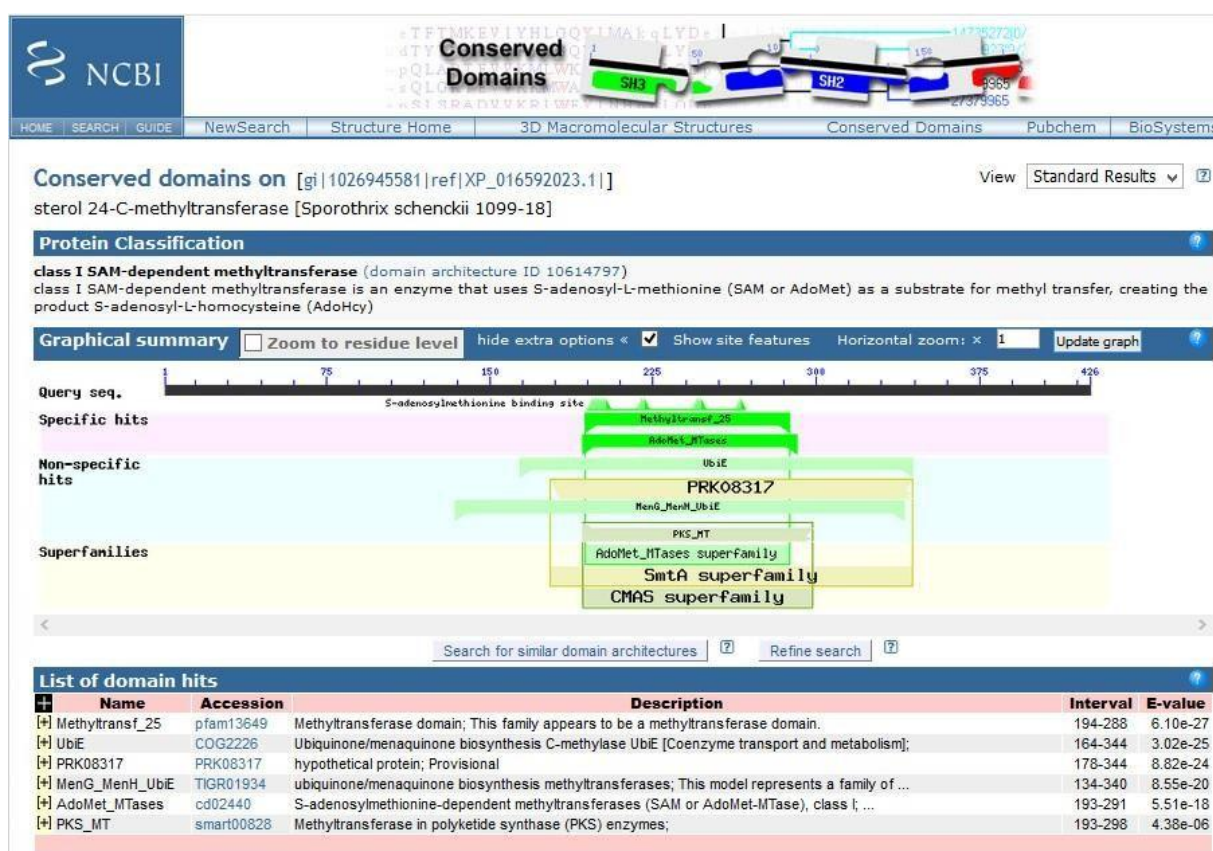 NCBI
Conserved
Domains
SH3
SH2
HOME SEARCH GUIDE NewSearch Structure Home 3D Macromolecular Structures Conserved Domains Pubchem BioSystems
Conserved domains on [gi|1026945581|ref|XP_016592023.1|]
View Standard Results
sterol 24-C-methyltransferase [Sporothrix schenckii 1099-18]
Protein Classification
class I SAM-dependent methyltransferase (domain architecture ID 10614797)
class I SAM-dependent methyltransferase is an enzyme that uses S-adenosyl-L-methionine (SAM or AdoMet) as a substrate for methyl transfer, creating the
product S-adenosyl-L-homocysteine (AdoHcy)
Graphical summary Zoom to residue level hide extra options « Show site features Horizontal zoom: × 1 Update graph
1 75 150 225 300 375 426
Query seq.
S-adenosylmethionine binding site
Specific hits
Methyltransf_25
AdoMet_MTases
Non-specific
hits
UbiE
PRK08317
MenG_MenH_UbiE
PKS_MT
Superfamilies
AdoMet_MTases superfamily
SmtA superfamily
CMAS superfamily
Search for similar domain architectures ? Refine search ?
List of domain hits
Name Accession Description Interval E-value
[+] Methyltransf_25 pfam13649 Methyltransferase domain; This family appears to be a methyltransferase domain. 194-288 6.10e-27
[+] UbiE COG2226 Ubiquinone/menaquinone biosynthesis C-methylase UbiE [Coenzyme transport and metabolism]; 164-344 3.02e-25
[+] PRK08317 PRK08317 hypothetical protein; Provisional 178-344 8.82e-24
[+] MenG_MenH_UbiE TIGR01934 ubiquinone/menaquinone biosynthesis methyltransferases; This model represents a family of ... 134-340 8.55e-20
[+] AdoMet_MTases cd02440 S-adenosylmethionine-dependent methyltransferases (SAM or AdoMet-MTase), class I; ... 193-291 5.51e-18
[+] PKS_MT smart00828 Methyltransferase in polyketide synthase (PKS) enzymes; 193-298 4.38e-06